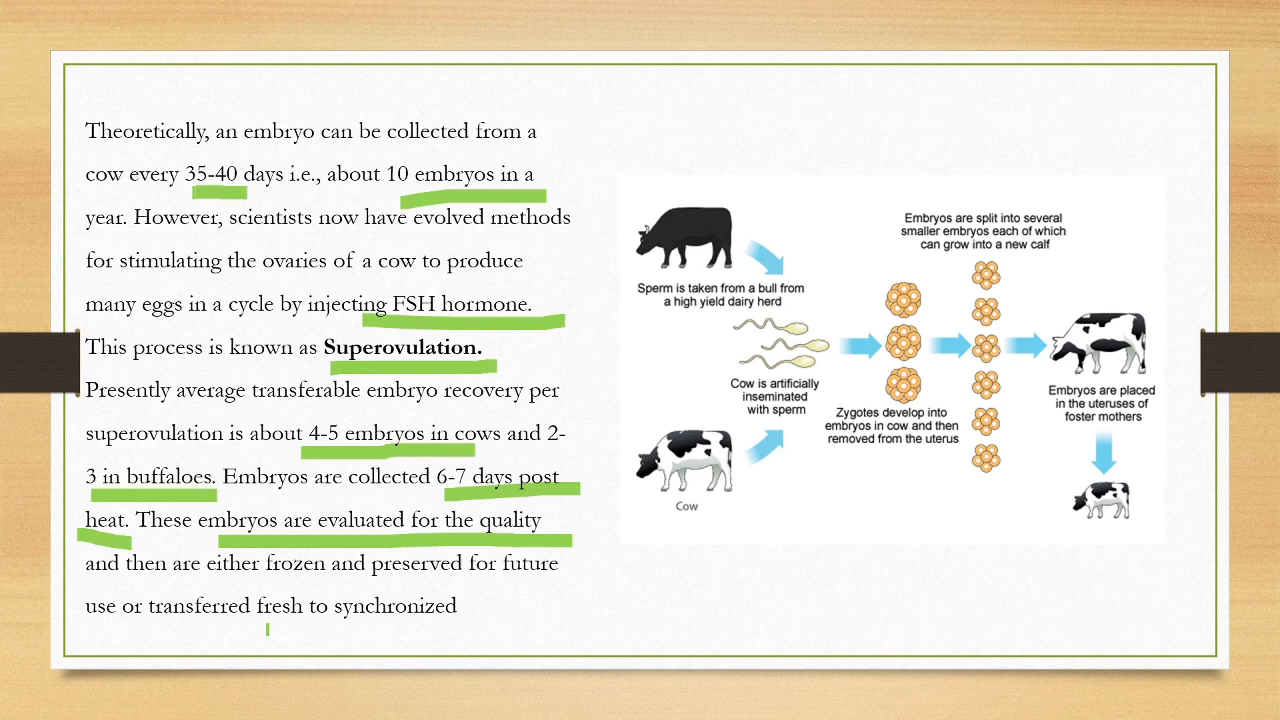 Theoretically, an embryo can be collected from a
cow every 35-40 days i.e., about 10 embryos in a
year. However, scientists now have evolved methods
for stimulating the ovaries of a cow to produce
many eggs in a cycle by injecting FSH hormone.
This process is known as Superovulation.
Presently average transferable embryo recovery per
superovulation is about 4-5 embryos in cows and 2-
3 in buffaloes. Embryos are collected 6-7 days post
heat. These embryos are evaluated for the quality
and then are either frozen and preserved for future
use or transferred fresh to synchronized
Sperm is taken from a bull from
a high yield dairy herd
Cow is artificially
inseminated
with sperm
Cow
Zygotes develop into
embryos in cow and then
removed from the uterus
Embryos are split into several
smaller embryos each of which
can grow into a new calf
Embryos are placed
in the uteruses of
foster mothers